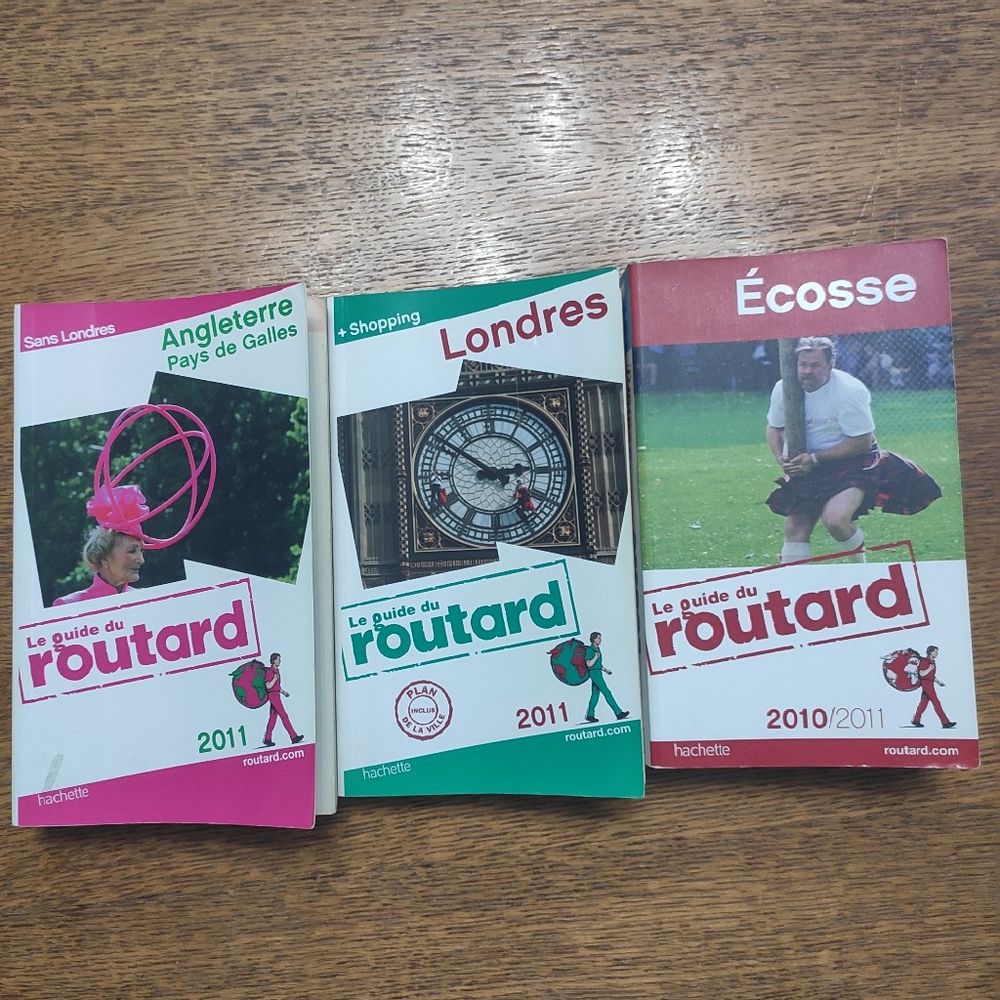 Sans Londres
Angleterre
Pays de Galles
Le guide du
routard
2011
routard.com
hachette
+ Shopping
Londres
Le guide du
routard
PLAN
INCLUS
DE LA VILLE
2011
routard.com
hachette
Écosse
Le guide du
routard
2010/2011
hachette
routard.com